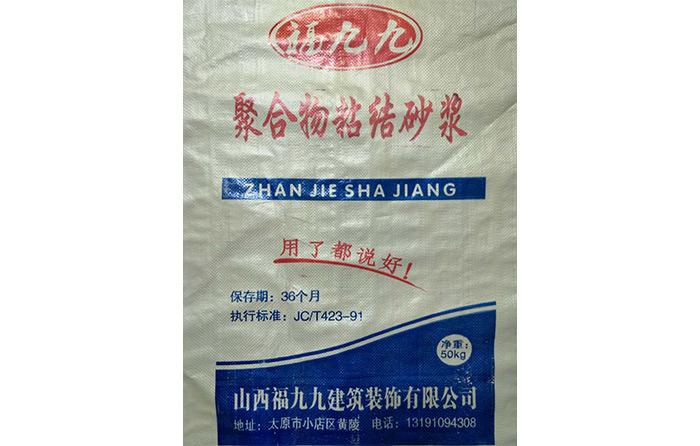 福九九
聚合物粘结砂浆
ZHAN JIE SHA JIANG
用了都说好!
保存期：36个月
执行标准：JC/T423-91
净重：
50kg
山西福九九建筑装饰有限公司
地址：太原市小店区黄陵 电话：13191094308